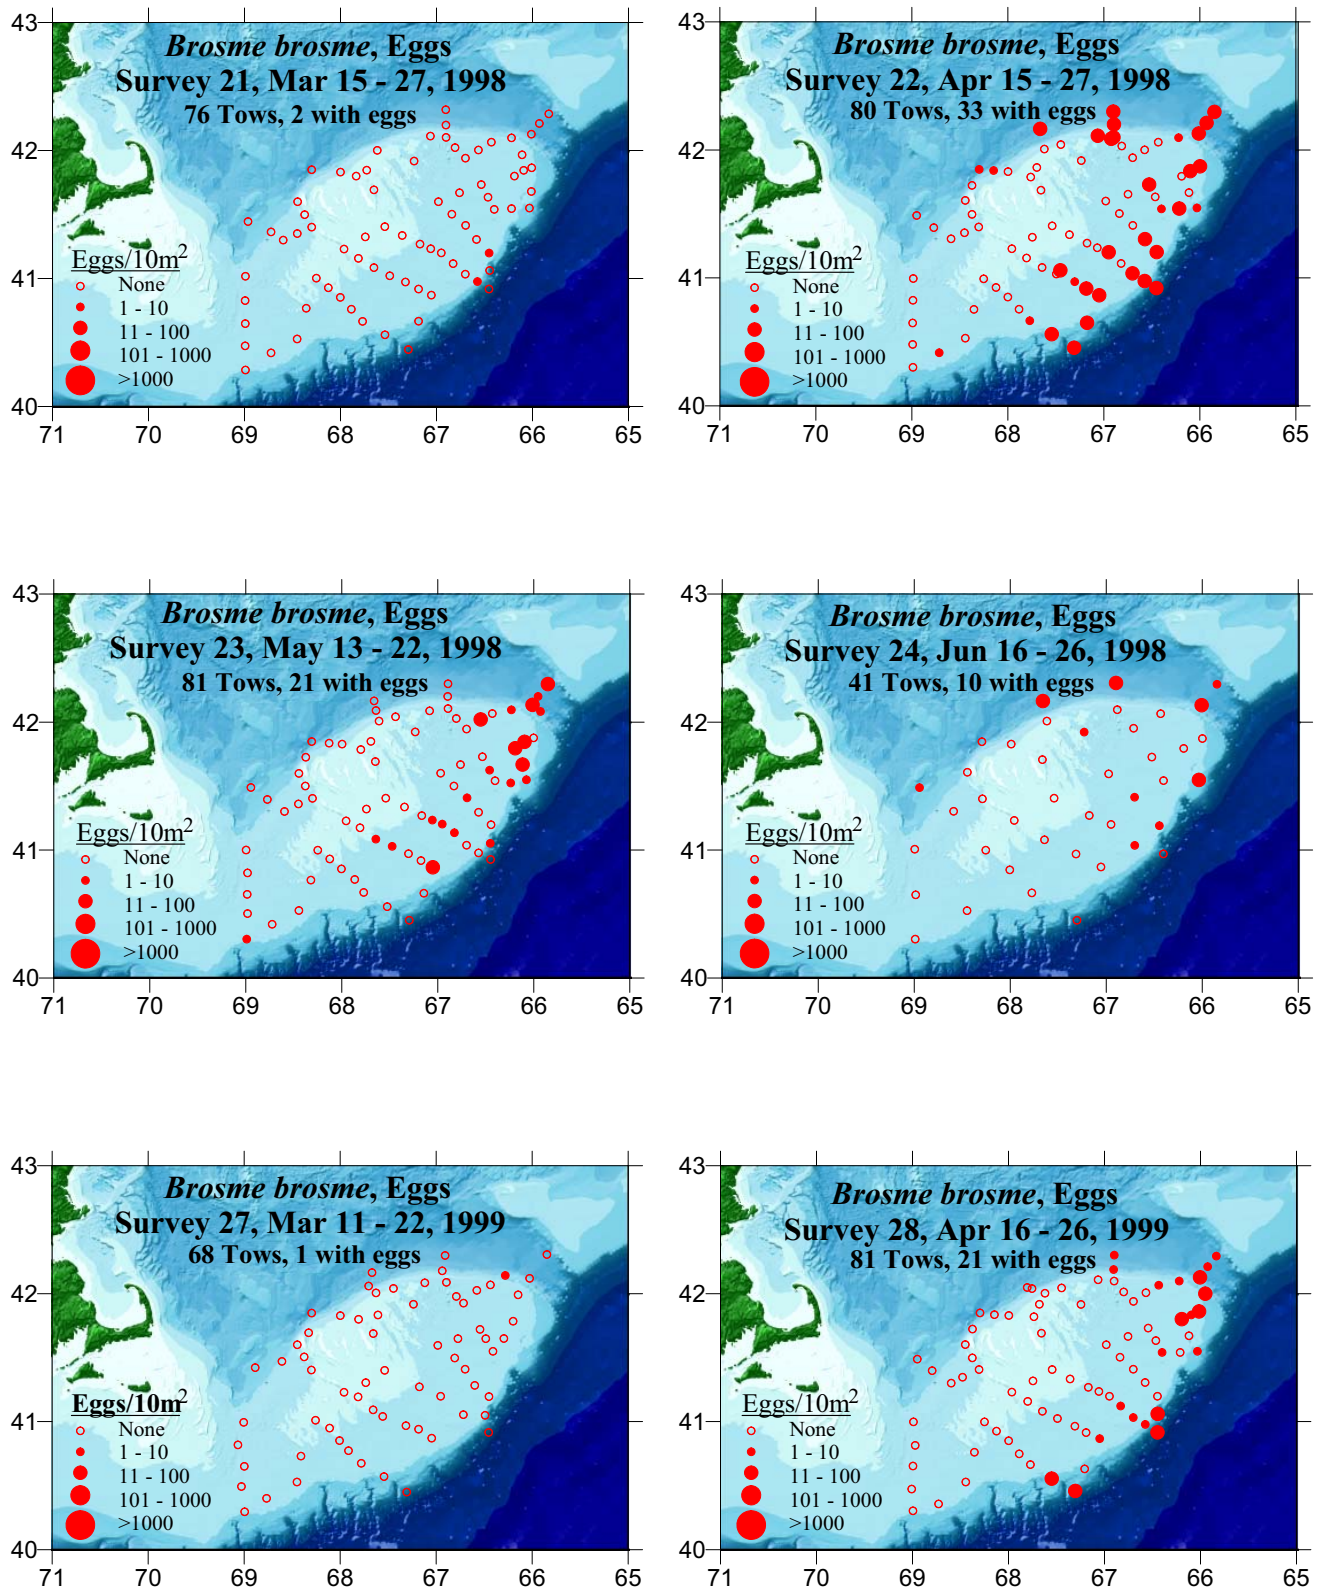 Brosme brosme, Eggs
Survey 21, Mar 15 - 27, 1998
76 Tows, 2 with eggs
Eggs/10m2
None
1 - 10
11 - 100
101 - 1000
>1000
43
42
41
40
71 70 69 68 67 66 65
Brosme brosme, Eggs
Survey 22, Apr 15 - 27, 1998
80 Tows, 33 with eggs
Eggs/10m2
None
1 - 10
11 - 100
101 - 1000
>1000
43
42
41
40
71 70 69 68 67 66 65
Brosme brosme, Eggs
Survey 23, May 13 - 22, 1998
81 Tows, 21 with eggs
Eggs/10m2
None
1 - 10
11 - 100
101 - 1000
>1000
43
42
41
40
71 70 69 68 67 66 65
Brosme brosme, Eggs
Survey 24, Jun 16 - 26, 1998
41 Tows, 10 with eggs
Eggs/10m2
None
1 - 10
11 - 100
101 - 1000
>1000
43
42
41
40
71 70 69 68 67 66 65
Brosme brosme, Eggs
Survey 27, Mar 11 - 22, 1999
68 Tows, 1 with eggs
Eggs/10m2
None
1 - 10
11 - 100
101 - 1000
>1000
43
42
41
40
71 70 69 68 67 66 65
Brosme brosme, Eggs
Survey 28, Apr 16 - 26, 1999
81 Tows, 21 with eggs
Eggs/10m2
None
1 - 10
11 - 100
101 - 1000
>1000
43
42
41
40
71 70 69 68 67 66 65